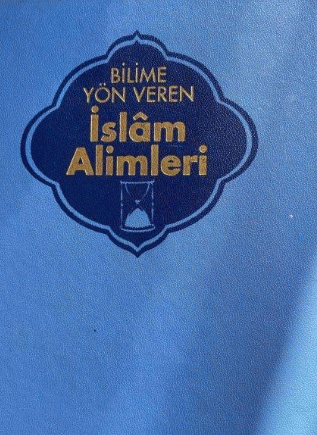 BİLİME
YÖN VEREN
İslâm
Alimleri